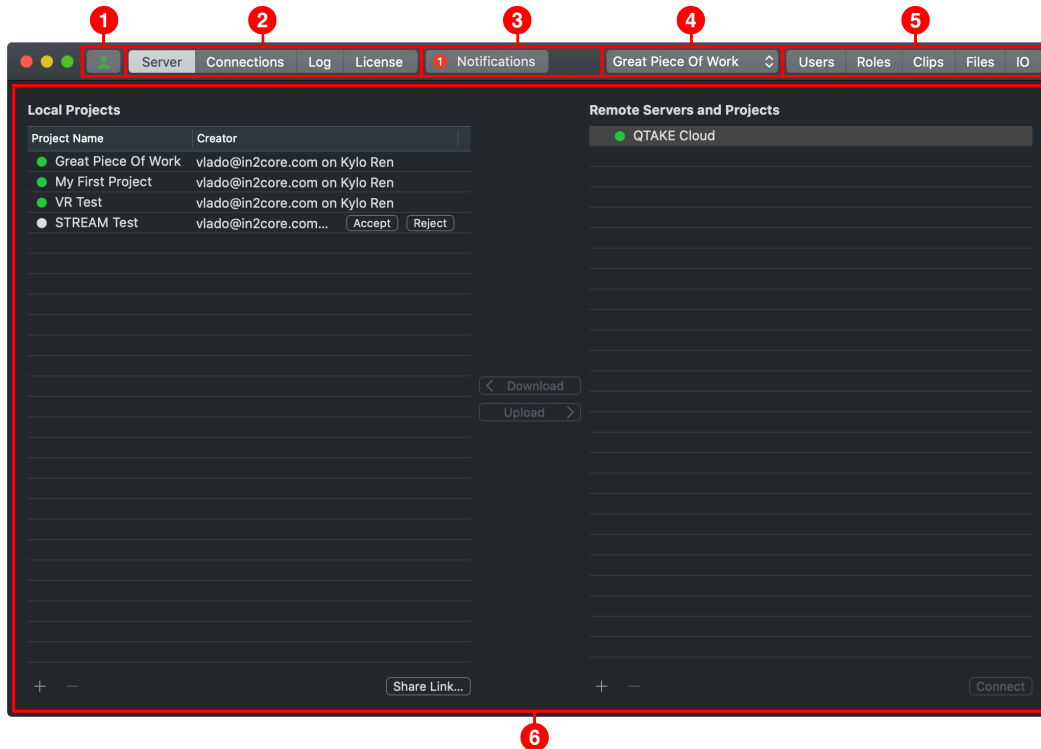 1 2 3 4 5
Server Connections Log License 1 Notifications Great Piece Of Work Users Roles Clips Files IO
Local Projects Remote Servers and Projects
Project Name Creator QTAKE Cloud
Great Piece Of Work vlado@in2core.com on Kylo Ren
My First Project vlado@in2core.com on Kylo Ren
VR Test vlado@in2core.com on Kylo Ren
STREAM Test vlado@in2core.com... Accept Reject
Download
Upload
+ − Share Link... + − Connect
6